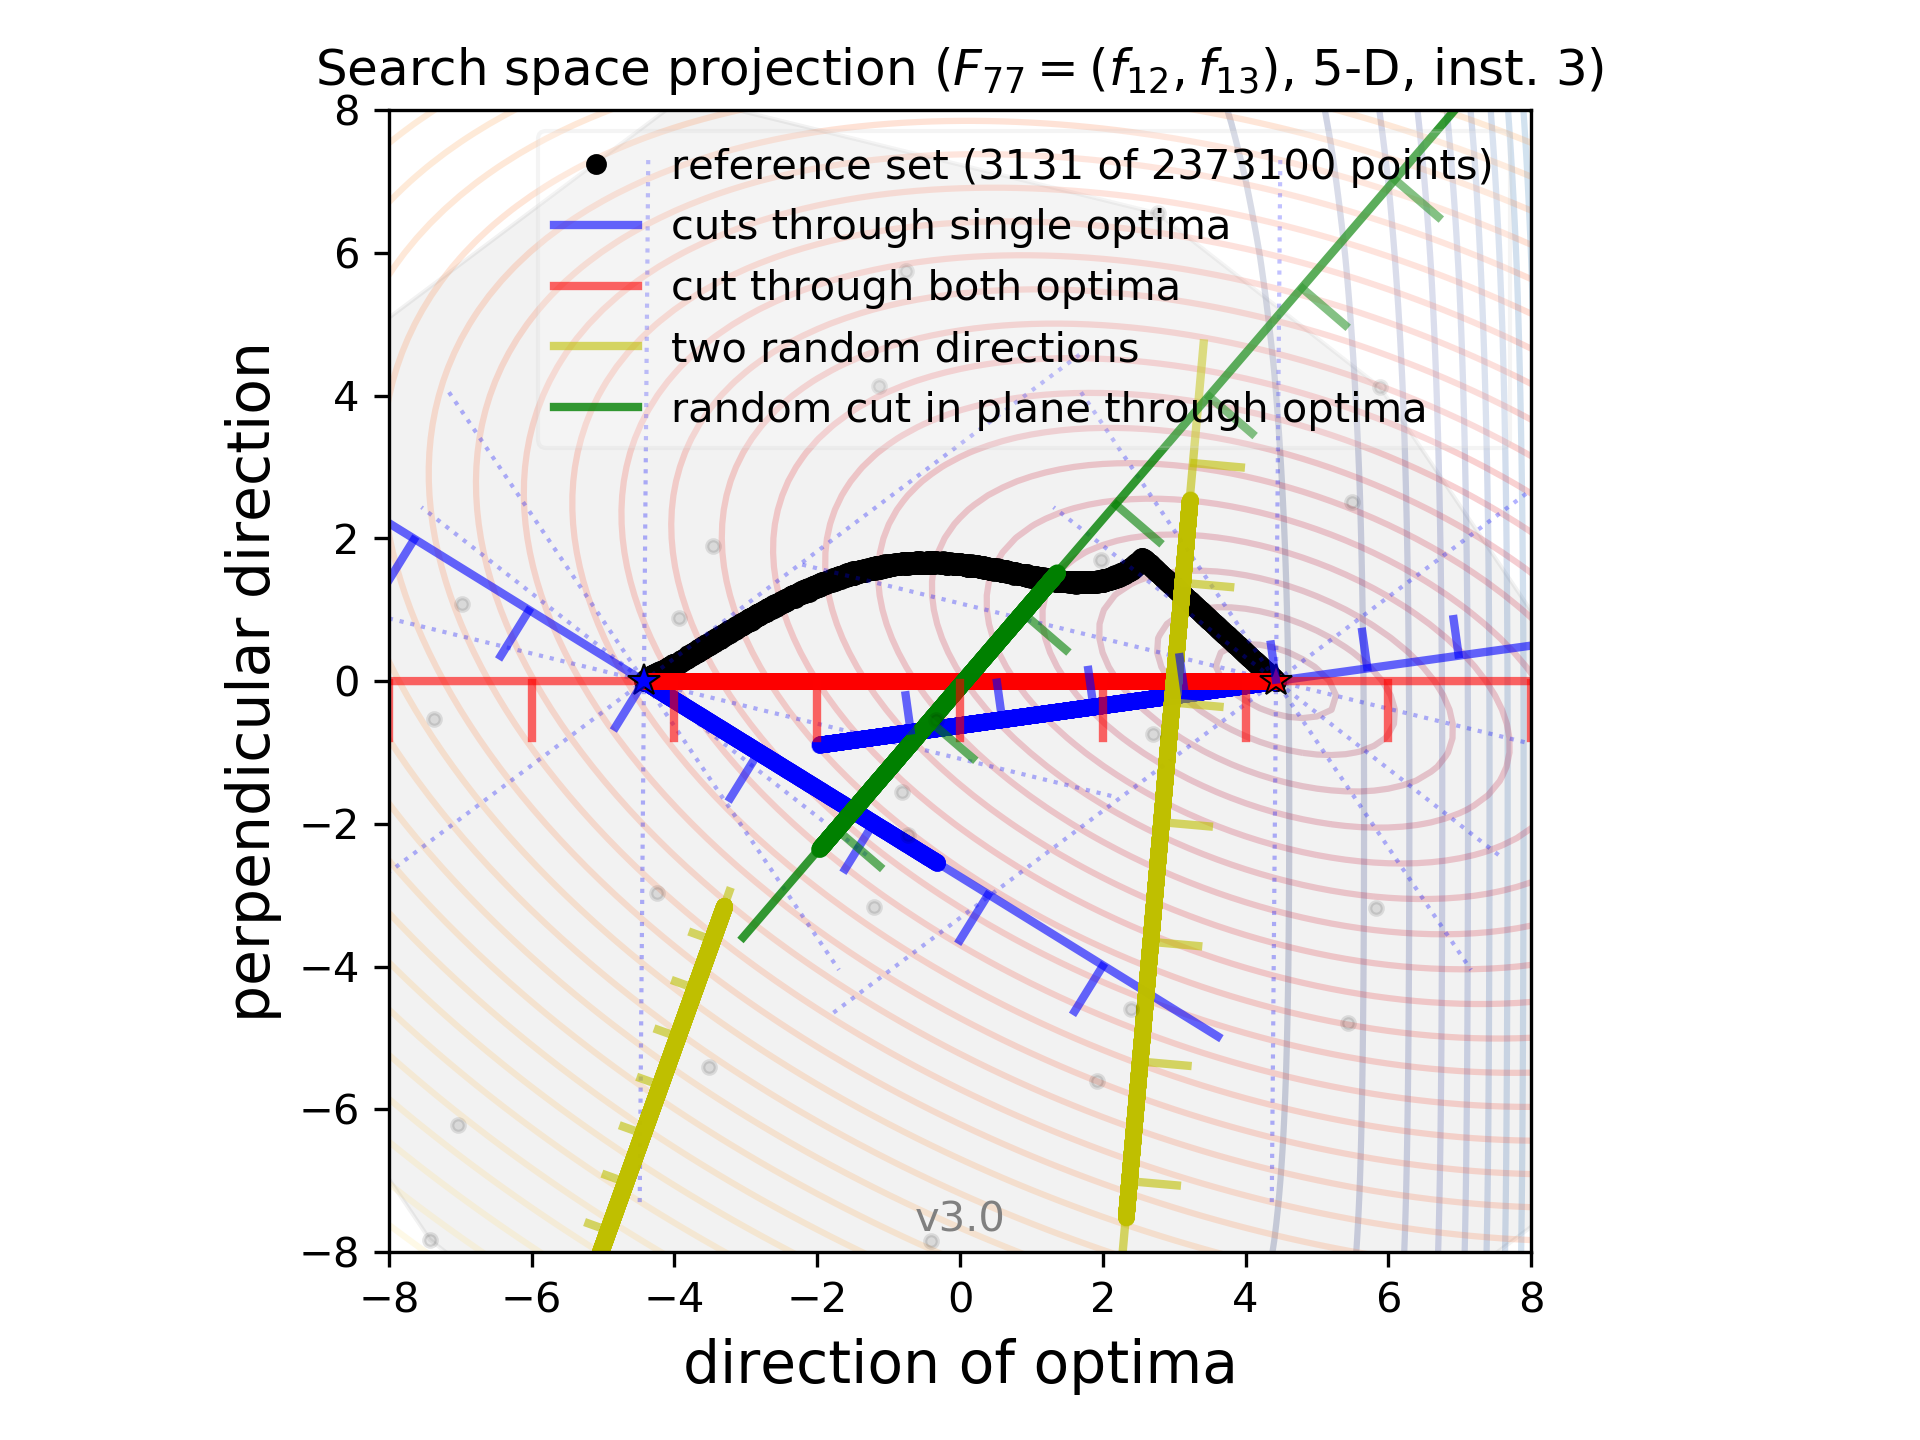 Search space projection (F77 = (f12, f13), 5-D, inst. 3)
8
6
4
2
0
−2
−4
−6
−8
perpendicular direction
reference set (3131 of 2373100 points)
cuts through single optima
cut through both optima
two random directions
random cut in plane through optima
v3.0
−8 −6 −4 −2 0 2 4 6 8
direction of optima